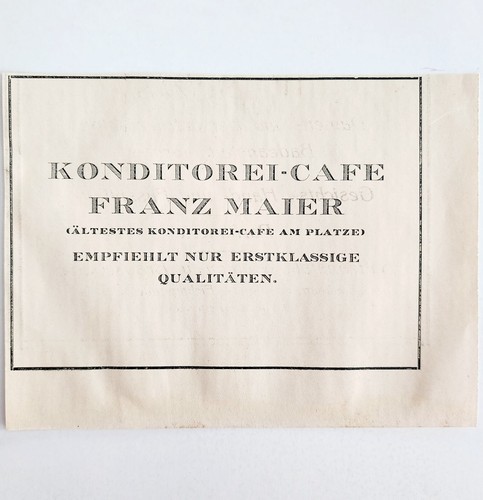 KONDITOREI-CAFE
FRANZ MAIER
(ÄLTESTES KONDITOREI-CAFE AM PLATZE)
EMPFIEHLT NUR ERSTKLASSIGE
QUALITÄTEN.